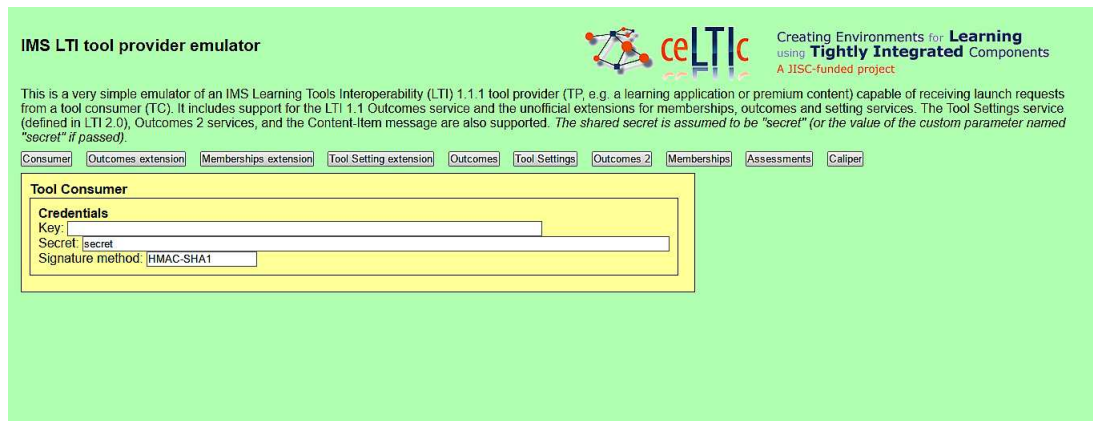 IMS LTI tool provider emulator
ceLTIc
Creating Environments for Learning
using Tightly Integrated Components
A JISC-funded project
This is a very simple emulator of an IMS Learning Tools Interoperability (LTI) 1.1.1 tool provider (TP, e.g. a learning application or premium content) capable of receiving launch requests
from a tool consumer (TC). It includes support for the LTI 1.1 Outcomes service and the unofficial extensions for memberships, outcomes and setting services. The Tool Settings service
(defined in LTI 2.0), Outcomes 2 services, and the Content-Item message are also supported. The shared secret is assumed to be "secret" (or the value of the custom parameter named
"secret" if passed).
Consumer Outcomes extension Memberships extension Tool Setting extension Outcomes Tool Settings Outcomes 2 Memberships Assessments Caliper
Tool Consumer
Credentials
Key:
Secret: secret
Signature method: HMAC-SHA1